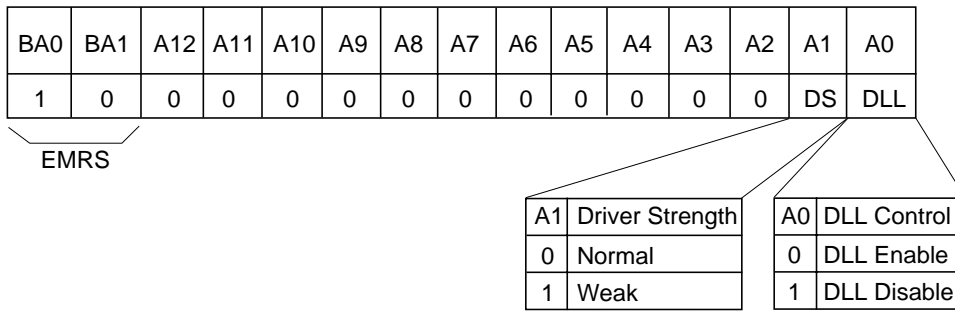 BA0 BA1 A12 A11 A10 A9 A8 A7 A6 A5 A4 A3 A2 A1 A0
1 0 0 0 0 0 0 0 0 0 0 0 0 DS DLL
EMRS
A1 Driver Strength
0 Normal
1 Weak
A0 DLL Control
0 DLL Enable
1 DLL Disable